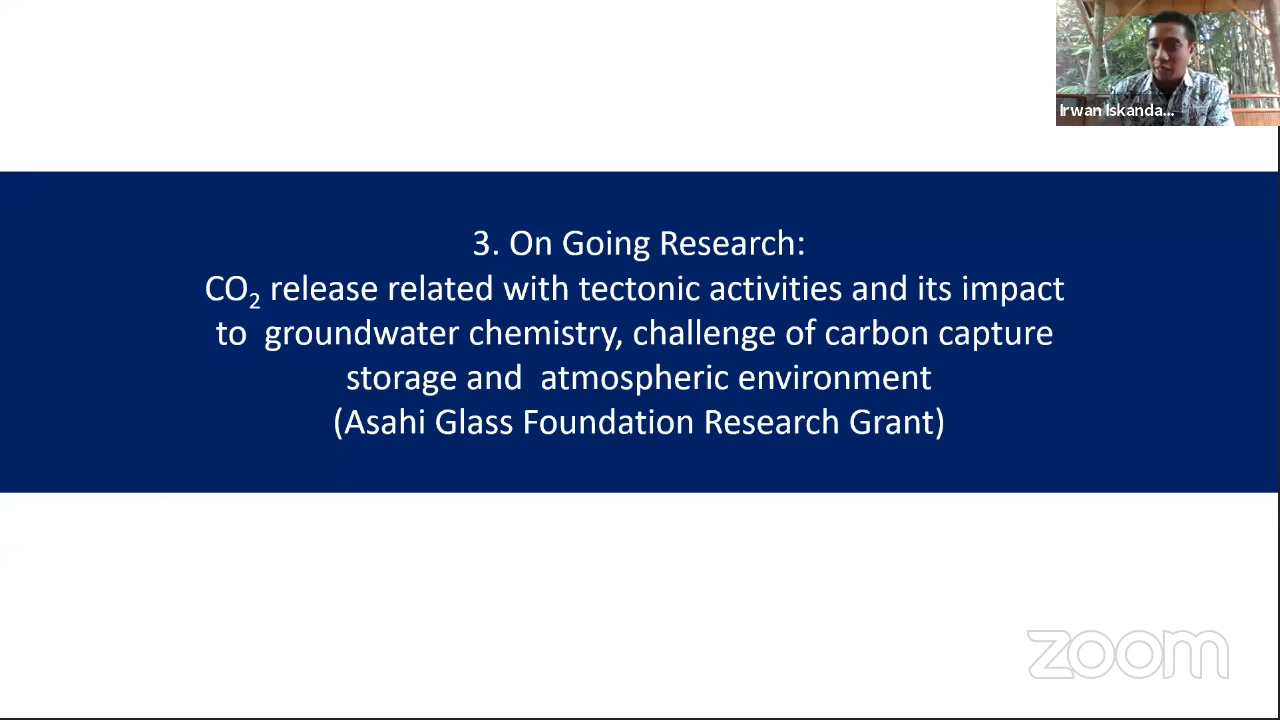 Irwan Iskanda...
3. On Going Research:
CO₂ release related with tectonic activities and its impact
to groundwater chemistry, challenge of carbon capture
storage and atmospheric environment
(Asahi Glass Foundation Research Grant)
zoom